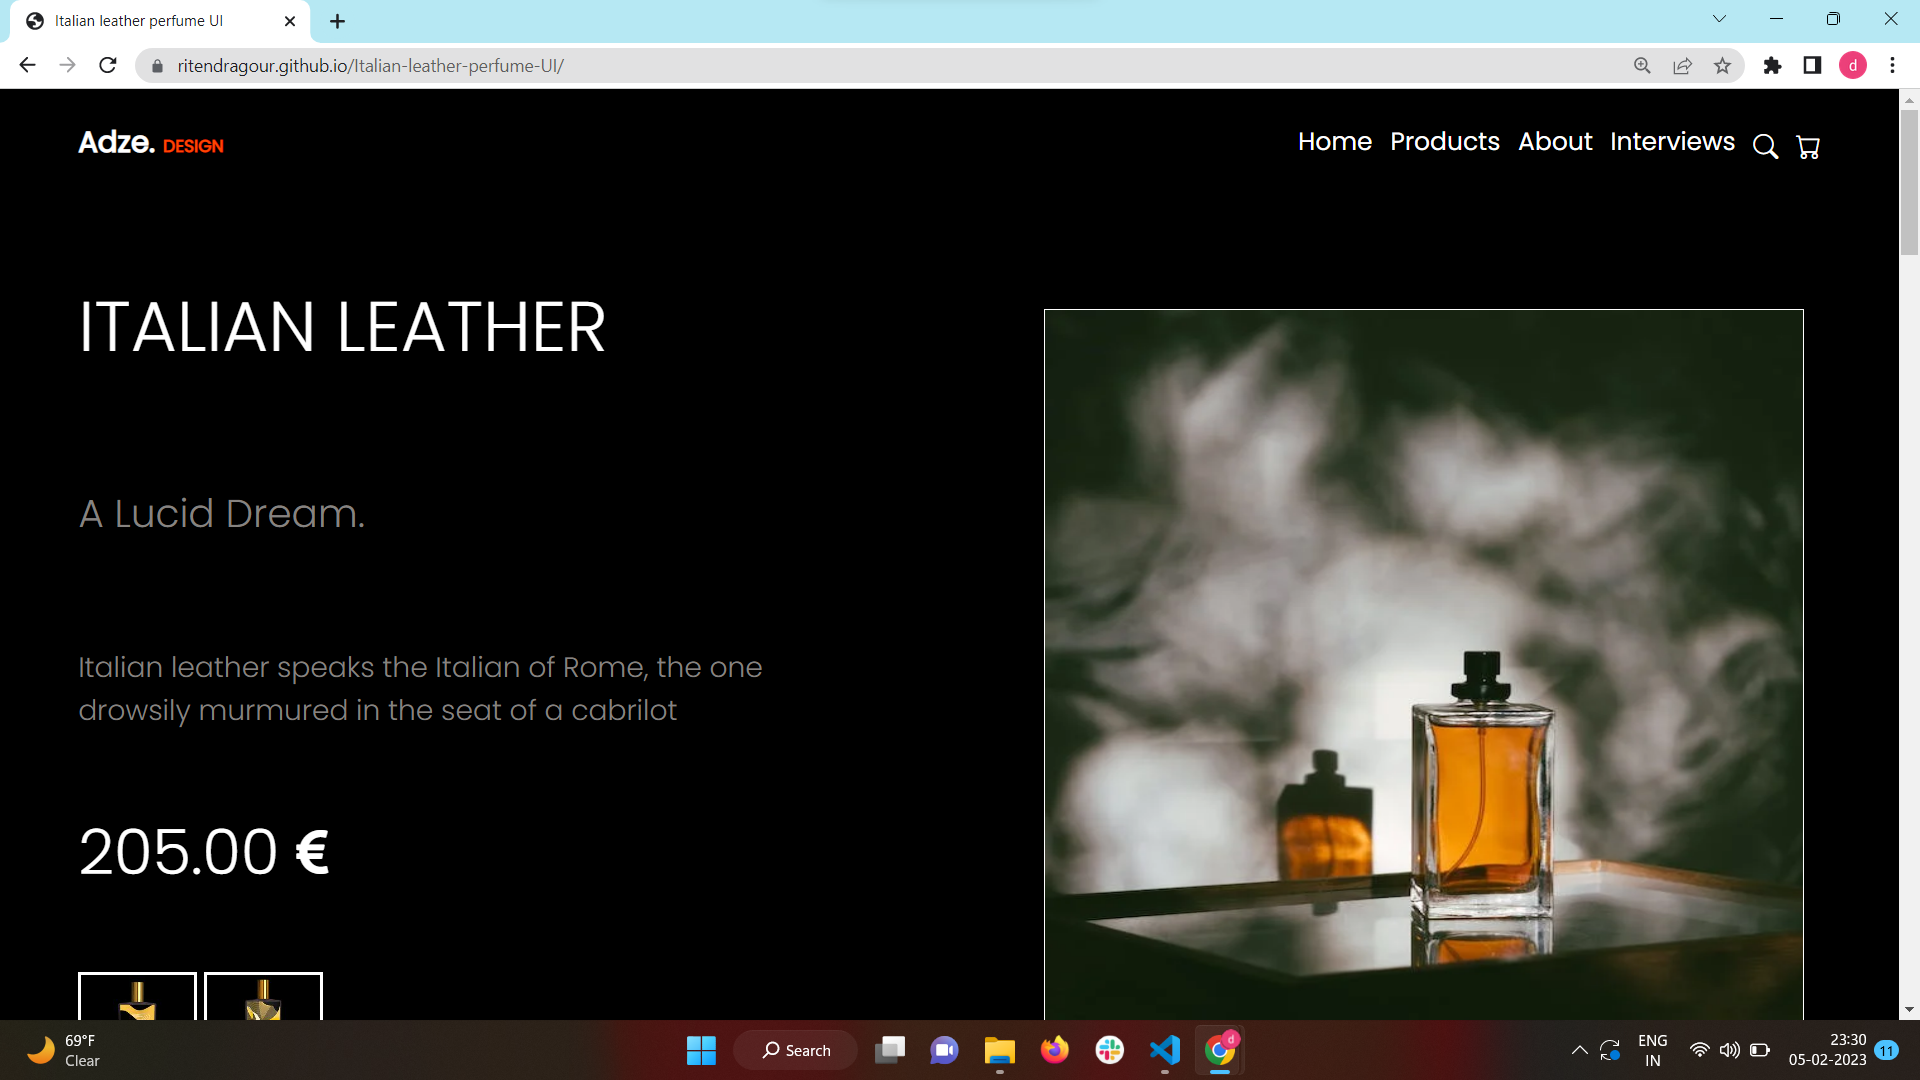 Italian leather perfume UI
ritendragour.github.io/Italian-leather-perfume-UI/
d
Adze. DESIGN
Home Products About Interviews
ITALIAN LEATHER
A Lucid Dream.
Italian leather speaks the Italian of Rome, the one
drowsily murmured in the seat of a cabrilot
205.00 €
69°F
Clear
Search
d
ENG
IN
23:30
05-02-2023
11